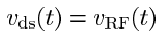 v_ds(t) = v_RF(t)